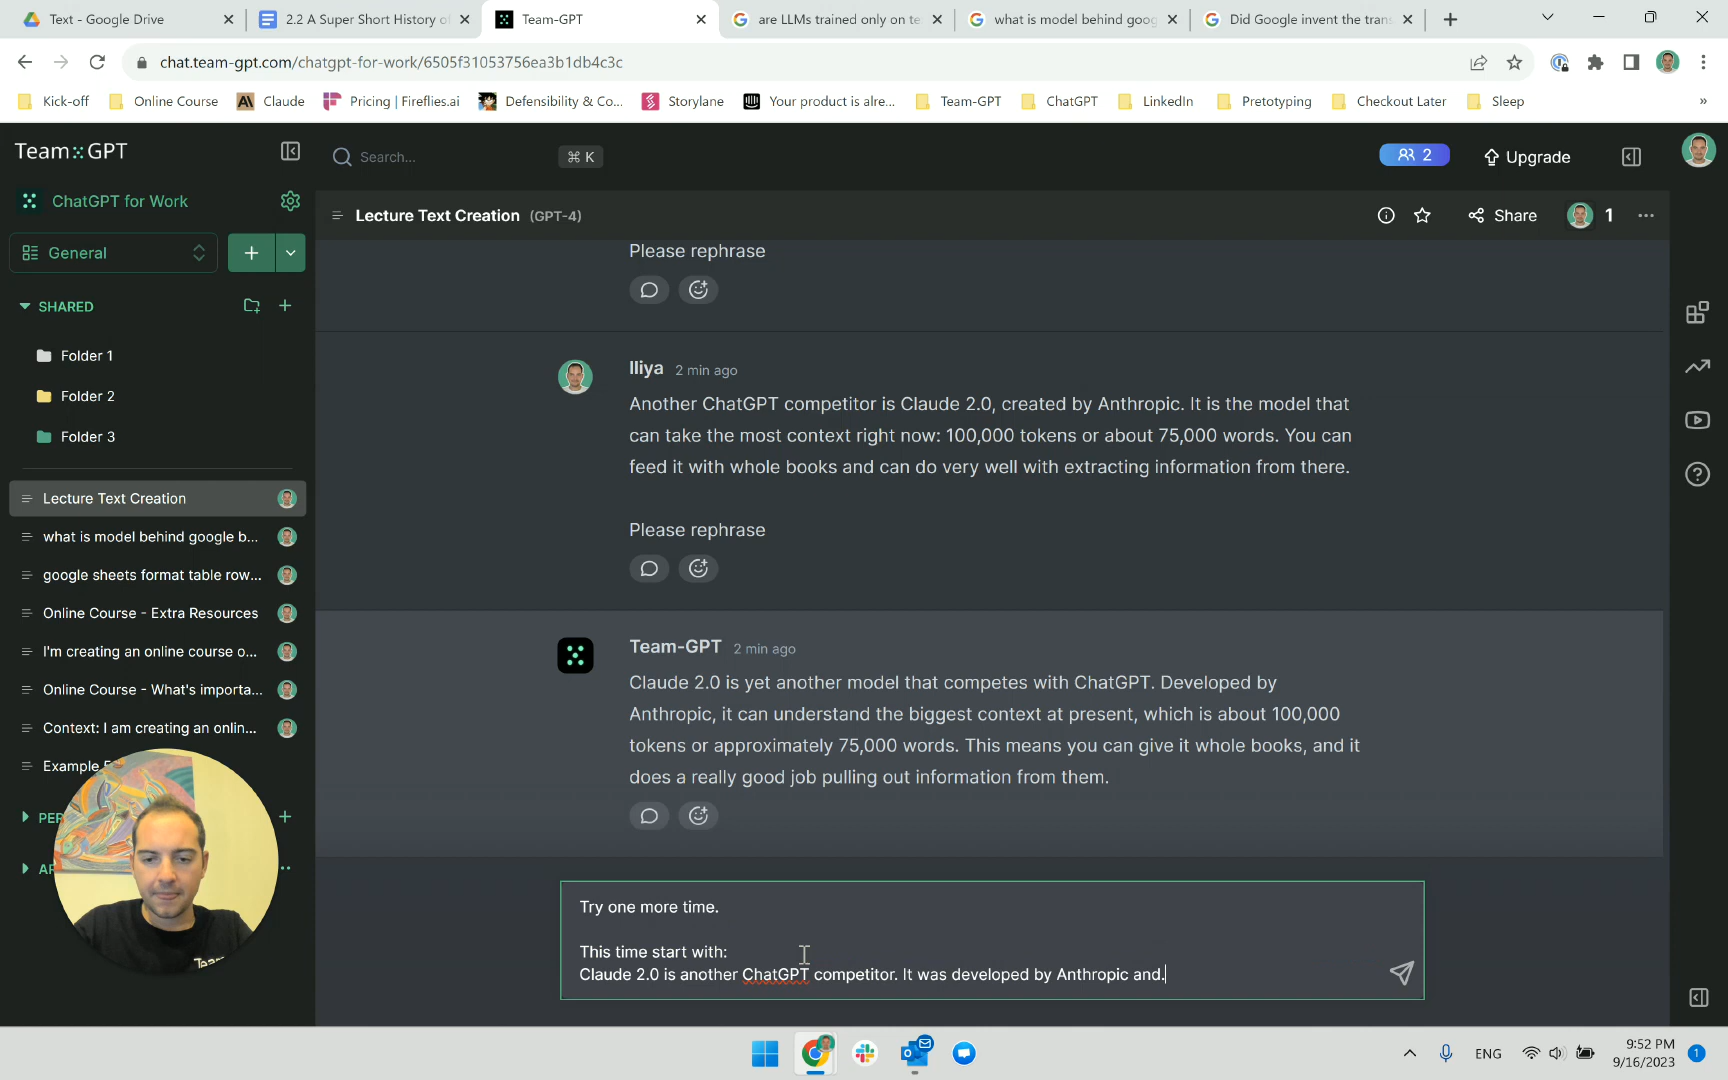 Text - Google Drive
2.2 A Super Short History of
Team-GPT
are LLMs trained only on te
what is model behind goog
Did Google invent the trans
chat.team-gpt.com/chatgpt-for-work/6505f31053756ea3b1db4c3c
Kick-off
Online Course
Claude
Pricing | Fireflies.ai
Defensibility & Co...
Storylane
Your product is alre...
Team-GPT
ChatGPT
LinkedIn
Pretotyping
Checkout Later
Sleep
»
Team GPT
Search...
⌘ K
2
Upgrade
ChatGPT for Work
General
SHARED
Folder 1
Folder 2
Folder 3
Lecture Text Creation
what is model behind google b...
google sheets format table row...
Online Course - Extra Resources
I'm creating an online course o...
Online Course - What's importa...
Context: I am creating an onlin...
Example
PE
A
Lecture Text Creation (GPT-4)
Share
1
Please rephrase
Iliya 2 min ago
Another ChatGPT competitor is Claude 2.0, created by Anthropic. It is the model that
can take the most context right now: 100,000 tokens or about 75,000 words. You can
feed it with whole books and can do very well with extracting information from there.
Please rephrase
Team-GPT 2 min ago
Claude 2.0 is yet another model that competes with ChatGPT. Developed by
Anthropic, it can understand the biggest context at present, which is about 100,000
tokens or approximately 75,000 words. This means you can give it whole books, and it
does a really good job pulling out information from them.
Try one more time.
This time start with:
Claude 2.0 is another ChatGPT competitor. It was developed by Anthropic and.
ENG
9:52 PM
9/16/2023
1